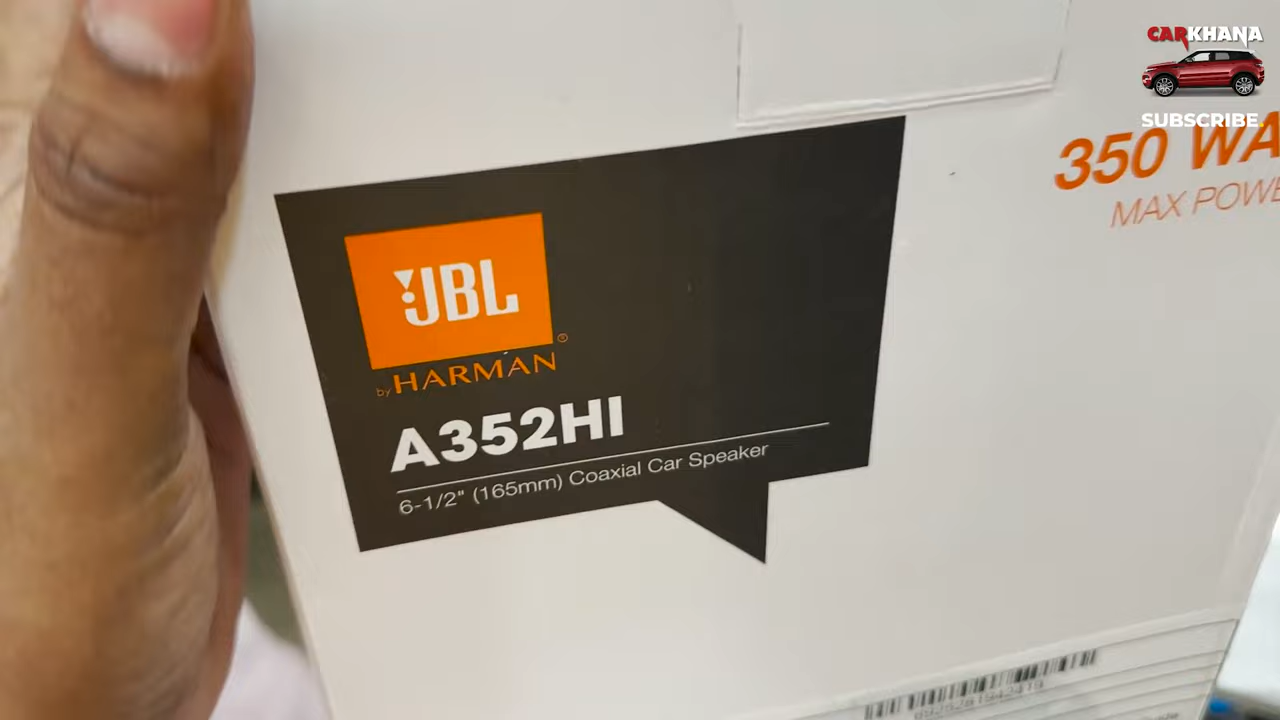 CARKHANA
SUBSCRIBE
350 WA
MAX POWE
JBL
®
by HARMAN
A352HI
6-1/2" (165mm) Coaxial Car Speaker